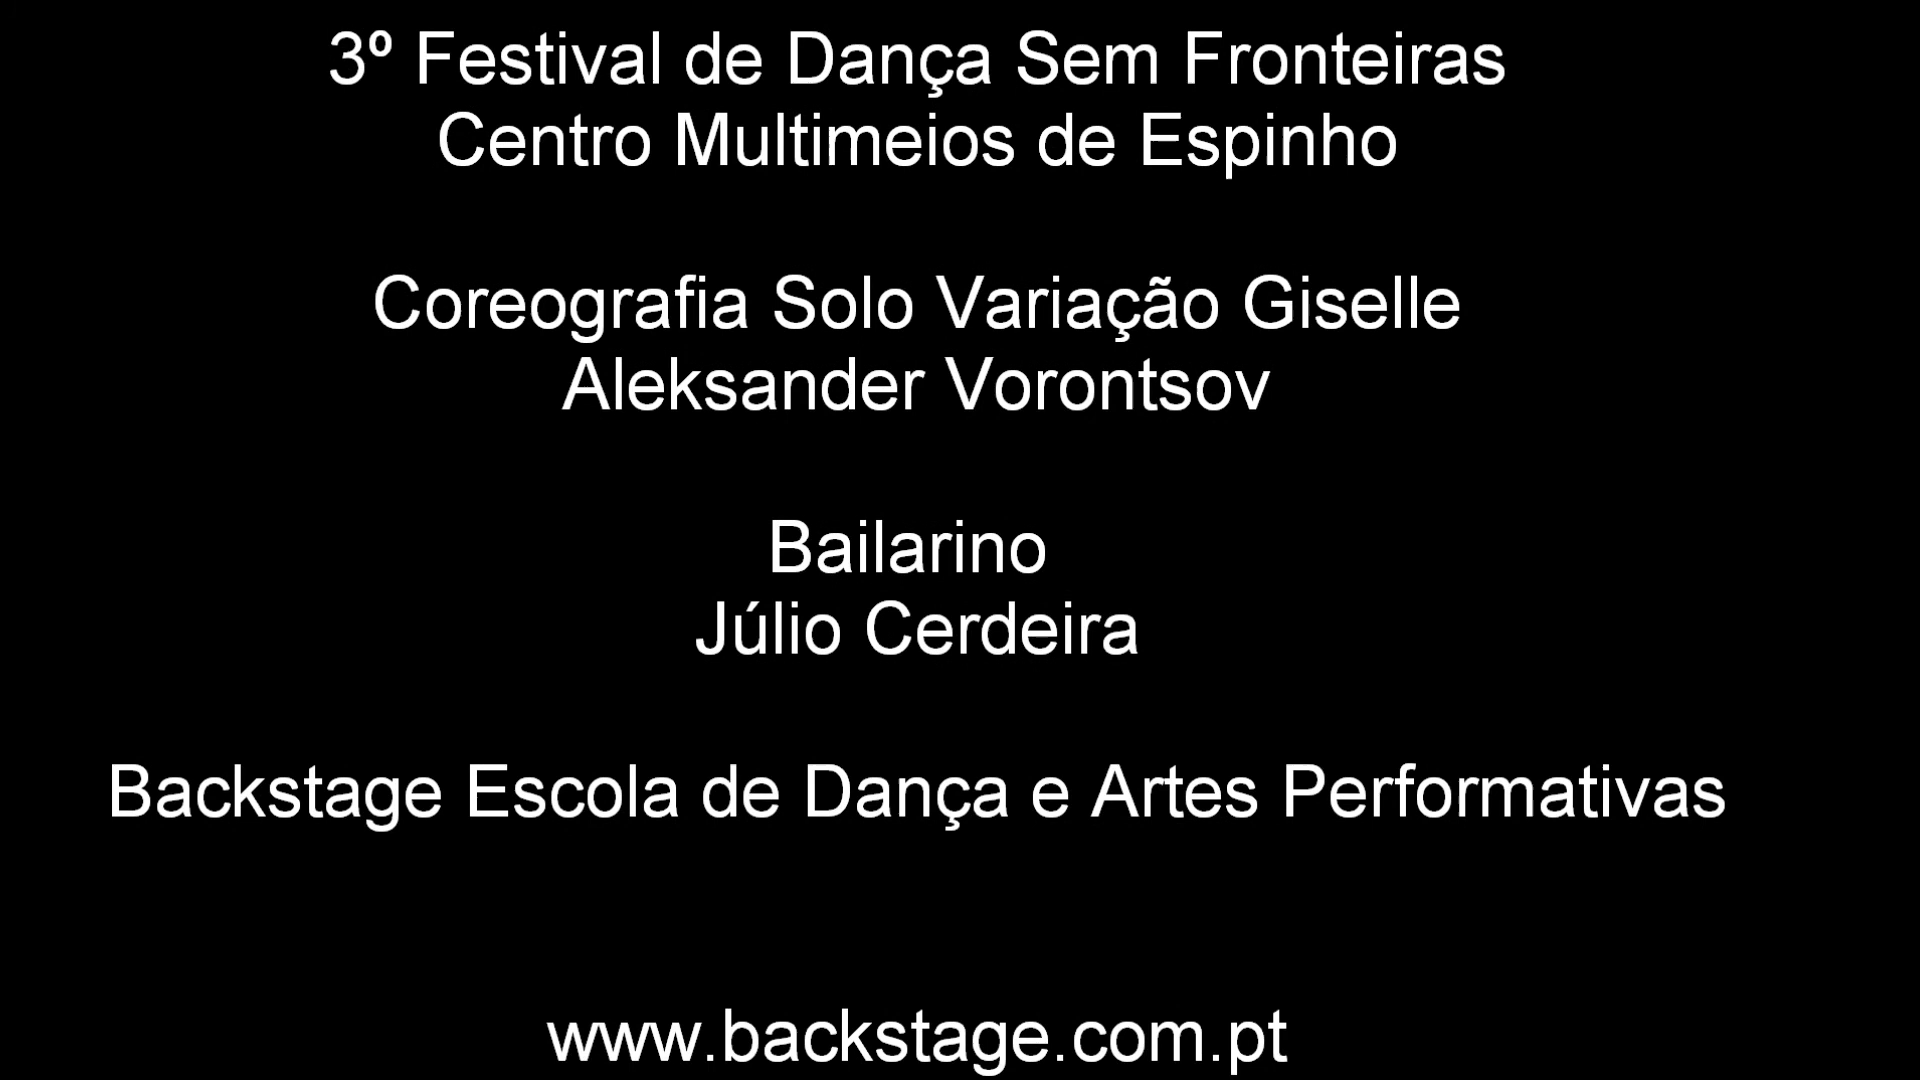 3º Festival de Dança Sem Fronteiras
Centro Multimeios de Espinho
Coreografia Solo Variação Giselle
Aleksander Vorontsov
Bailarino
Júlio Cerdeira
Backstage Escola de Dança e Artes Performativas
www.backstage.com.pt